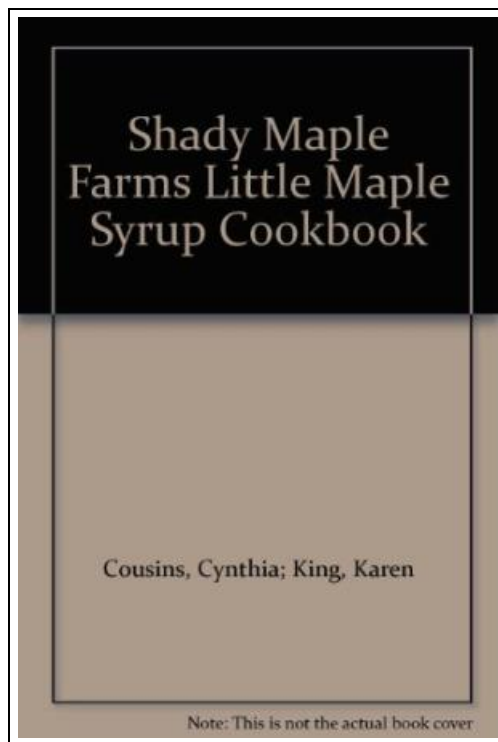 Shady Maple
Farms Little Maple
Syrup Cookbook
Cousins, Cynthia; King, Karen
Note: This is not the actual book cover